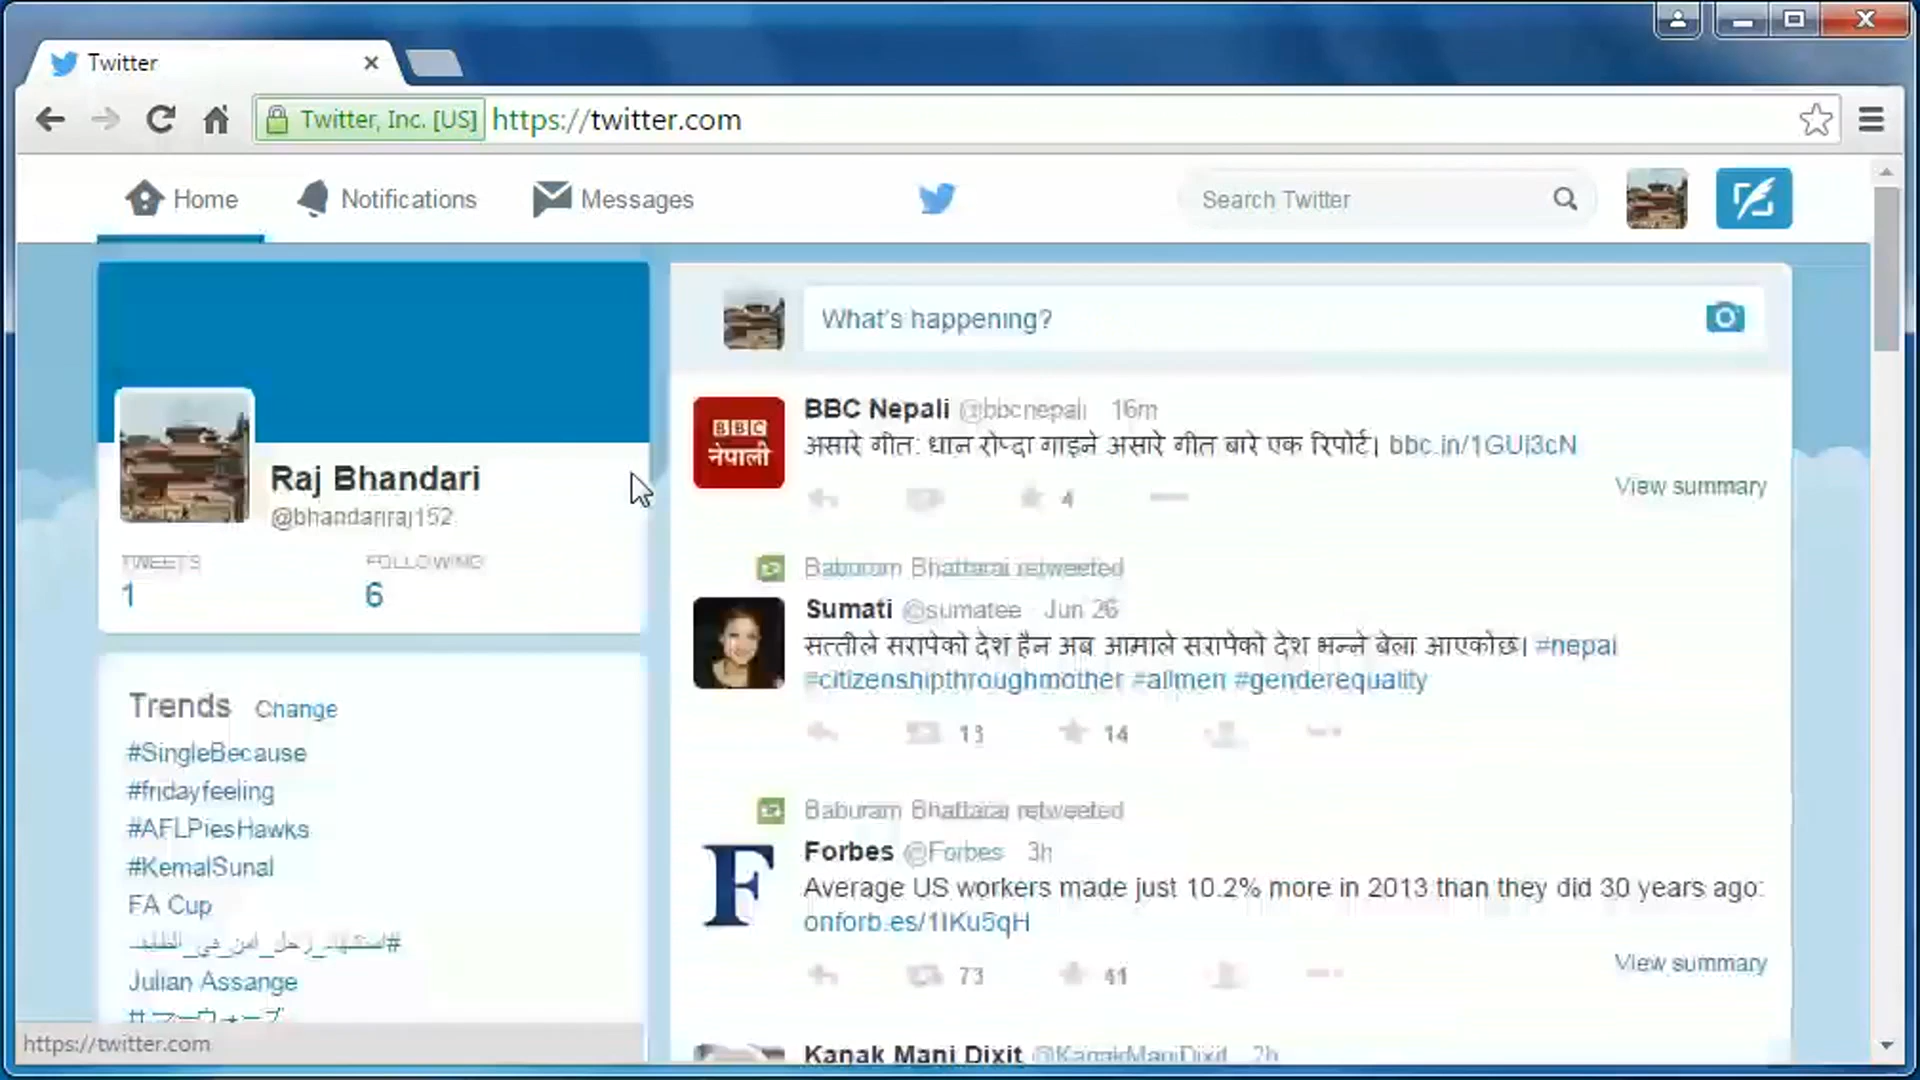 Twitter
Twitter, Inc. [US] https://twitter.com
Home Notifications Messages Search Twitter
What's happening?
Raj Bhandari
@bhandariraj152
TWEETS FOLLOWING
1 6
Trends Change
#SingleBecause
#fridayfeeling
#AFLPiesHawks
#KemalSunal
FA Cup
Julian Assange
BBC
नेपाली
BBC Nepali @bbcnepali 16m
असारे गीत: धान रोप्दा गाइने असारे गीत बारे एक रिपोर्ट। bbc.in/1GUi3cN
4
View summary
Baburam Bhattarai retweeted
Sumati @sumatee Jun 26
सत्तीले सरापेको देश हैन अब आमाले सरापेको देश भन्ने बेला आएकोछ। #nepal
#citizenshipthroughmother #allmen #genderequality
13 14
Baburam Bhattarai retweeted
F
Forbes @Forbes 3h
Average US workers made just 10.2% more in 2013 than they did 30 years ago:
onforb.es/1IKu5qH
73 41
View summary
Kanak Mani Dixit @KanakManiDixit 2h
https://twitter.com